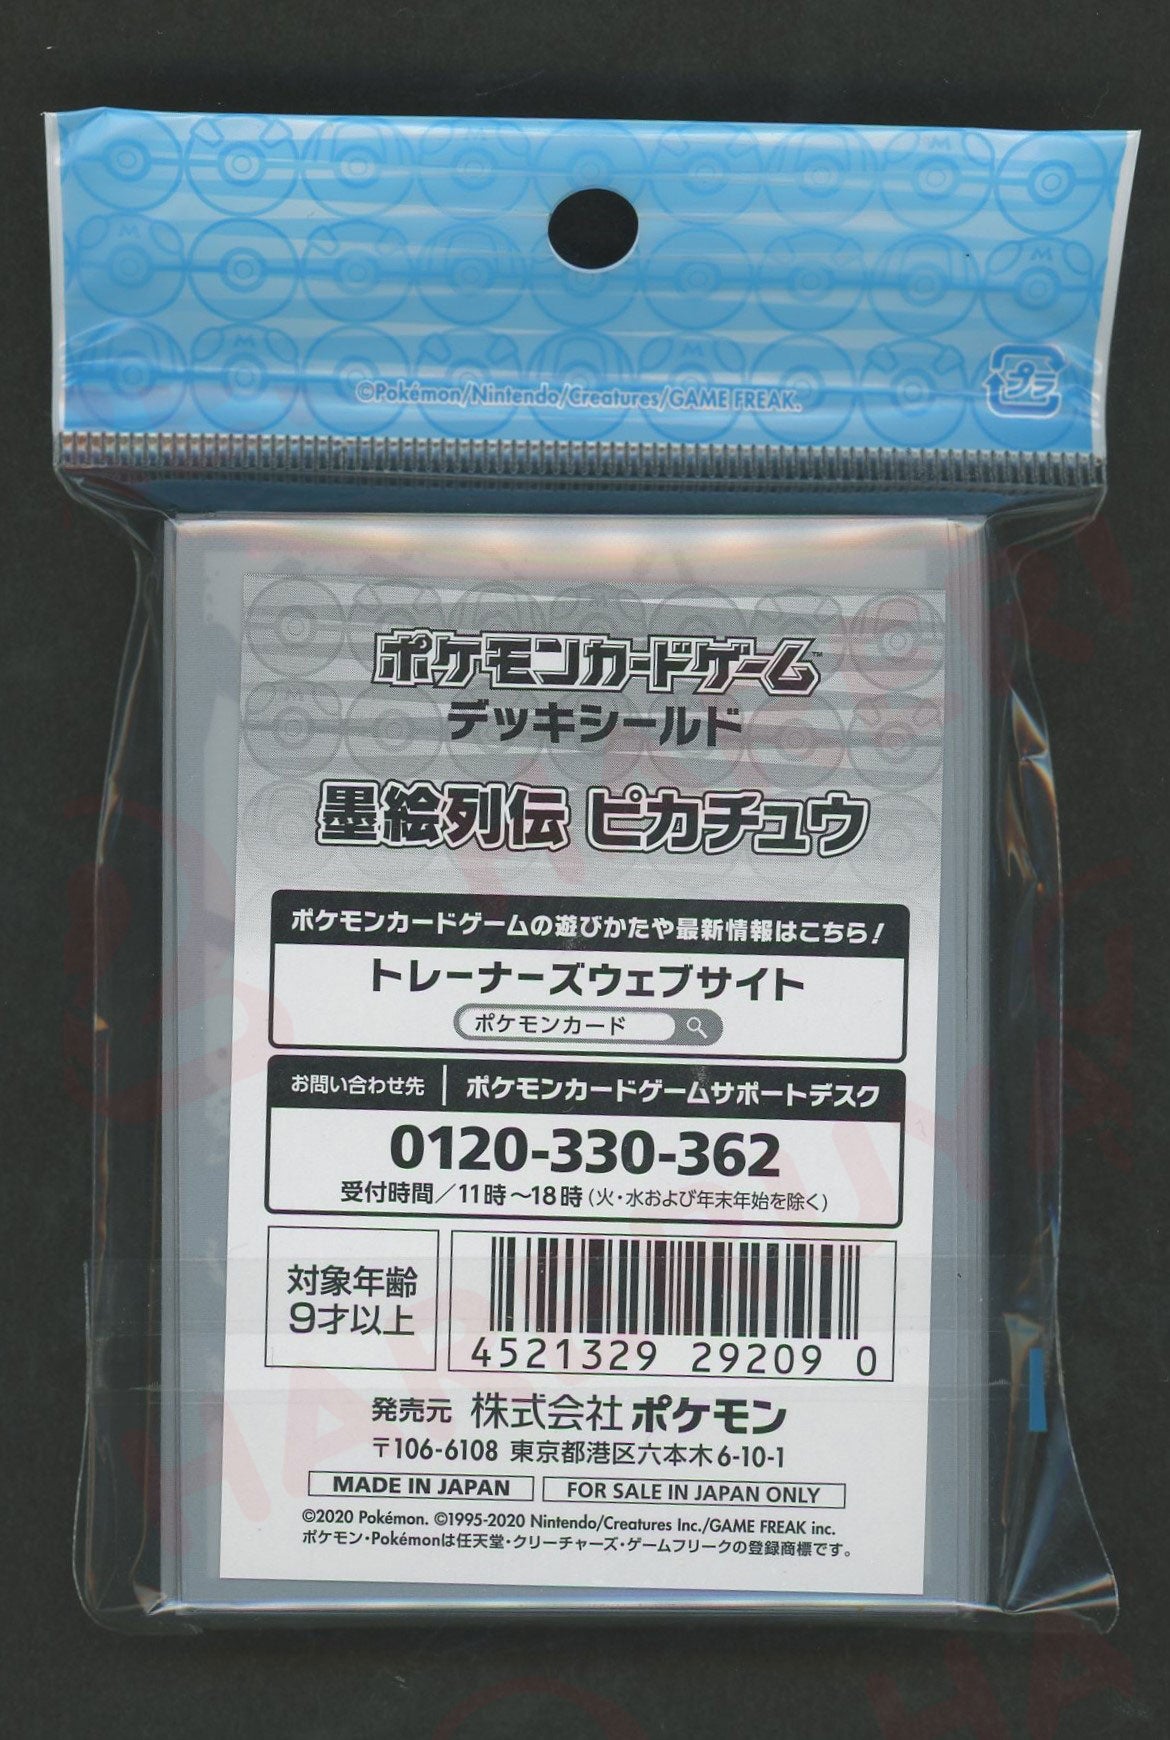 ©Pokémon/Nintendo/Creatures/GAME FREAK.
プラ
ポケモンカードゲーム™
デッキシールド
墨絵列伝 ピカチュウ
ポケモンカードゲームの遊びかたや最新情報はこちら!
トレーナーズウェブサイト
ポケモンカード
お問い合わせ先 ポケモンカードゲームサポートデスク
0120-330-362
受付時間/11時~18時(火・水および年末年始を除く)
対象年齢
9才以上
4521329 29209 0
発売元 株式会社ポケモン
〒106-6108 東京都港区六本木6-10-1
MADE IN JAPAN FOR SALE IN JAPAN ONLY
©2020 Pokémon. ©1995-2020 Nintendo/Creatures Inc./GAME FREAK inc.
ポケモン・Pokémonは任天堂・クリーチャーズ・ゲームフリークの登録商標です。